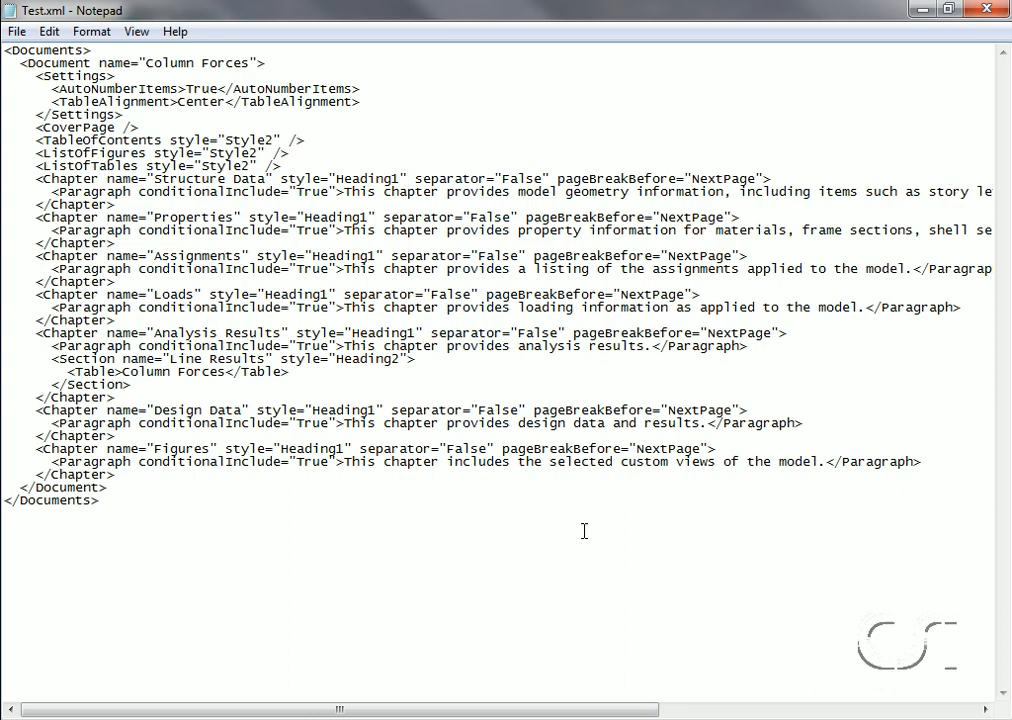 Test.xml - Notepad
File Edit Format View Help
<Documents>
  <Document name="Column Forces">
    <Settings>
      <AutoNumberItems>True</AutoNumberItems>
      <TableAlignment>Center</TableAlignment>
    </Settings>
    <CoverPage />
    <TableOfContents style="Style2" />
    <ListOfFigures style="Style2" />
    <ListOfTables style="Style2" />
    <Chapter name="Structure Data" style="Heading1" separator="False" pageBreakBefore="NextPage">
      <Paragraph conditionalInclude="True">This chapter provides model geometry information, including items such as story le
    </Chapter>
    <Chapter name="Properties" style="Heading1" separator="False" pageBreakBefore="NextPage">
      <Paragraph conditionalInclude="True">This chapter provides property information for materials, frame sections, shell se
    </Chapter>
    <Chapter name="Assignments" style="Heading1" separator="False" pageBreakBefore="NextPage">
      <Paragraph conditionalInclude="True">This chapter provides a listing of the assignments applied to the model.</Paragrap
    </Chapter>
    <Chapter name="Loads" style="Heading1" separator="False" pageBreakBefore="NextPage">
      <Paragraph conditionalInclude="True">This chapter provides loading information as applied to the model.</Paragraph>
    </Chapter>
    <Chapter name="Analysis Results" style="Heading1" separator="False" pageBreakBefore="NextPage">
      <Paragraph conditionalInclude="True">This chapter provides analysis results.</Paragraph>
      <Section name="Line Results" style="Heading2">
        <Table>Column Forces</Table>
      </Section>
    </Chapter>
    <Chapter name="Design Data" style="Heading1" separator="False" pageBreakBefore="NextPage">
      <Paragraph conditionalInclude="True">This chapter provides design data and results.</Paragraph>
    </Chapter>
    <Chapter name="Figures" style="Heading1" separator="False" pageBreakBefore="NextPage">
      <Paragraph conditionalInclude="True">This chapter includes the selected custom views of the model.</Paragraph>
    </Chapter>
  </Document>
</Documents>
CSI